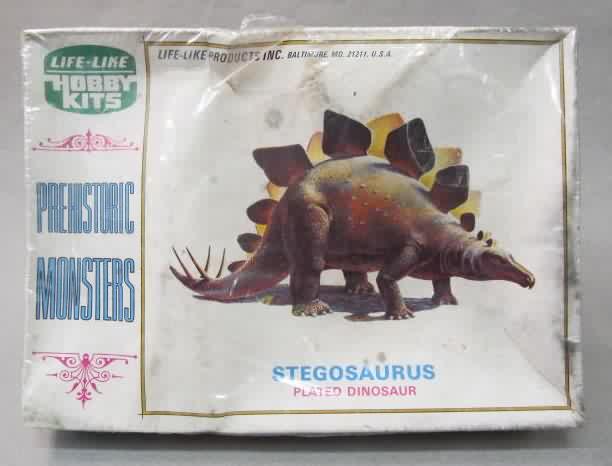 LIFE-LIKE
HOBBY
KITS
LIFE-LIKE PRODUCTS INC. BALTIMORE, MD. 21211, U.S.A.
PREHISTORIC
MONSTERS
STEGOSAURUS
PLATED DINOSAUR